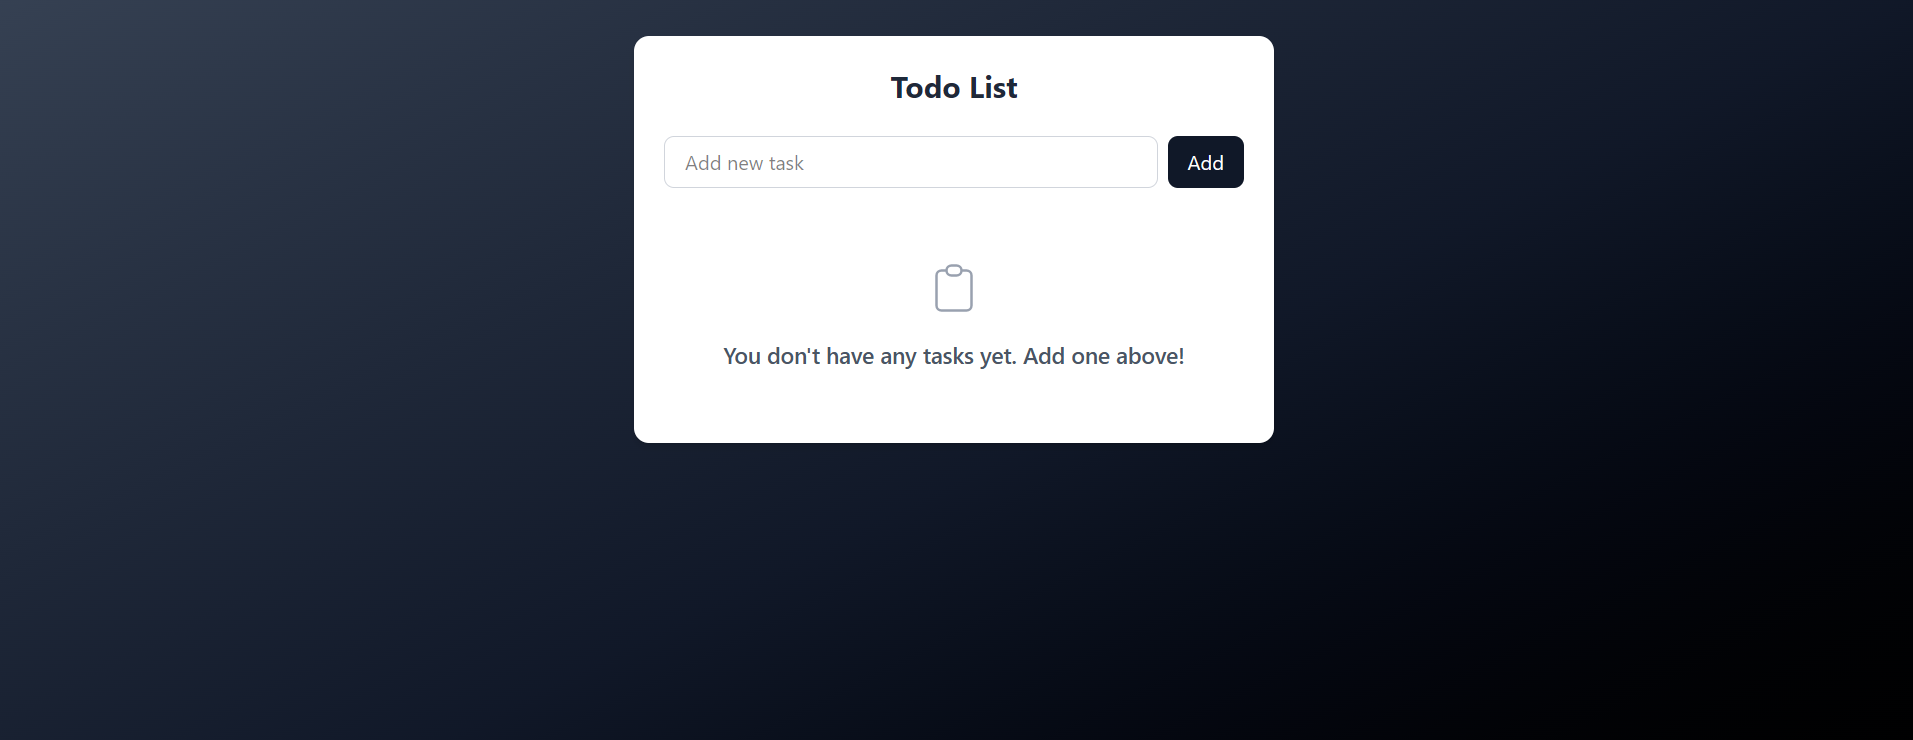 Todo List
Add new task
Add
You don't have any tasks yet. Add one above!